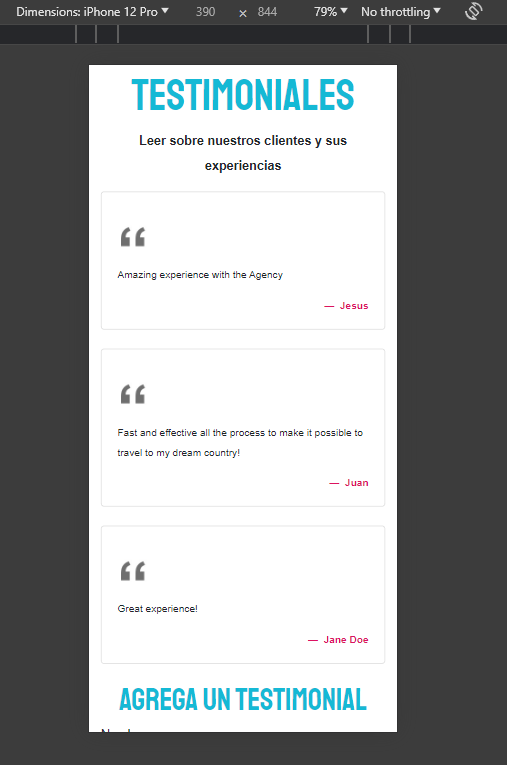 Dimensions: iPhone 12 Pro ▼ 390 × 844 79% ▼ No throttling ▼
TESTIMONIALES
Leer sobre nuestros clientes y sus
experiencias
“
Amazing experience with the Agency
— Jesus
“
Fast and effective all the process to make it possible to
travel to my dream country!
— Juan
“
Great experience!
— Jane Doe
AGREGA UN TESTIMONIAL